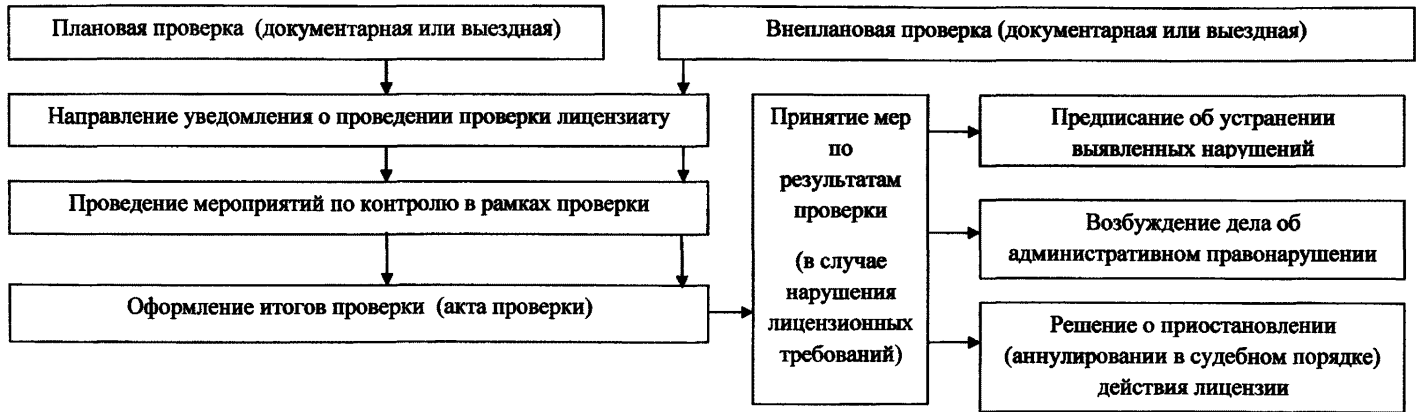 Плановая проверка (документарная или выездная)
Внеплановая проверка (документарная или выездная)
Направление уведомления о проведении проверки лицензиату
Проведение мероприятий по контролю в рамках проверки
Оформление итогов проверки (акта проверки)
Принятие мер
по
результатам
проверки
(в случае
нарушения
лицензионных
требований)
Предписание об устранении
выявленных нарушений
Возбуждение дела об
административном правонарушении
Решение о приостановлении
(аннулировании в судебном порядке)
действия лицензии